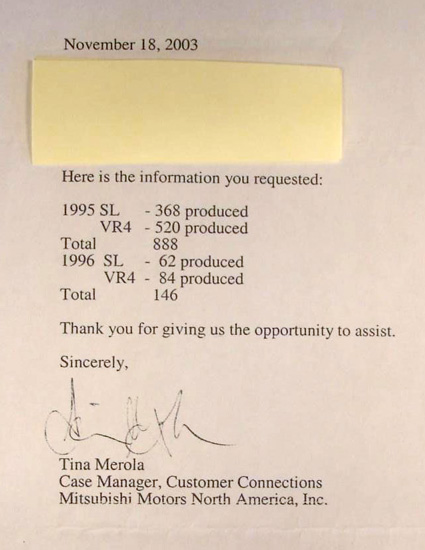 November 18, 2003
Here is the information you requested:
1995 SL - 368 produced
VR4 - 520 produced
Total 888
1996 SL - 62 produced
VR4 - 84 produced
Total 146
Thank you for giving us the opportunity to assist.
Sincerely,
Tina Merola
Case Manager, Customer Connections
Mitsubishi Motors North America, Inc.